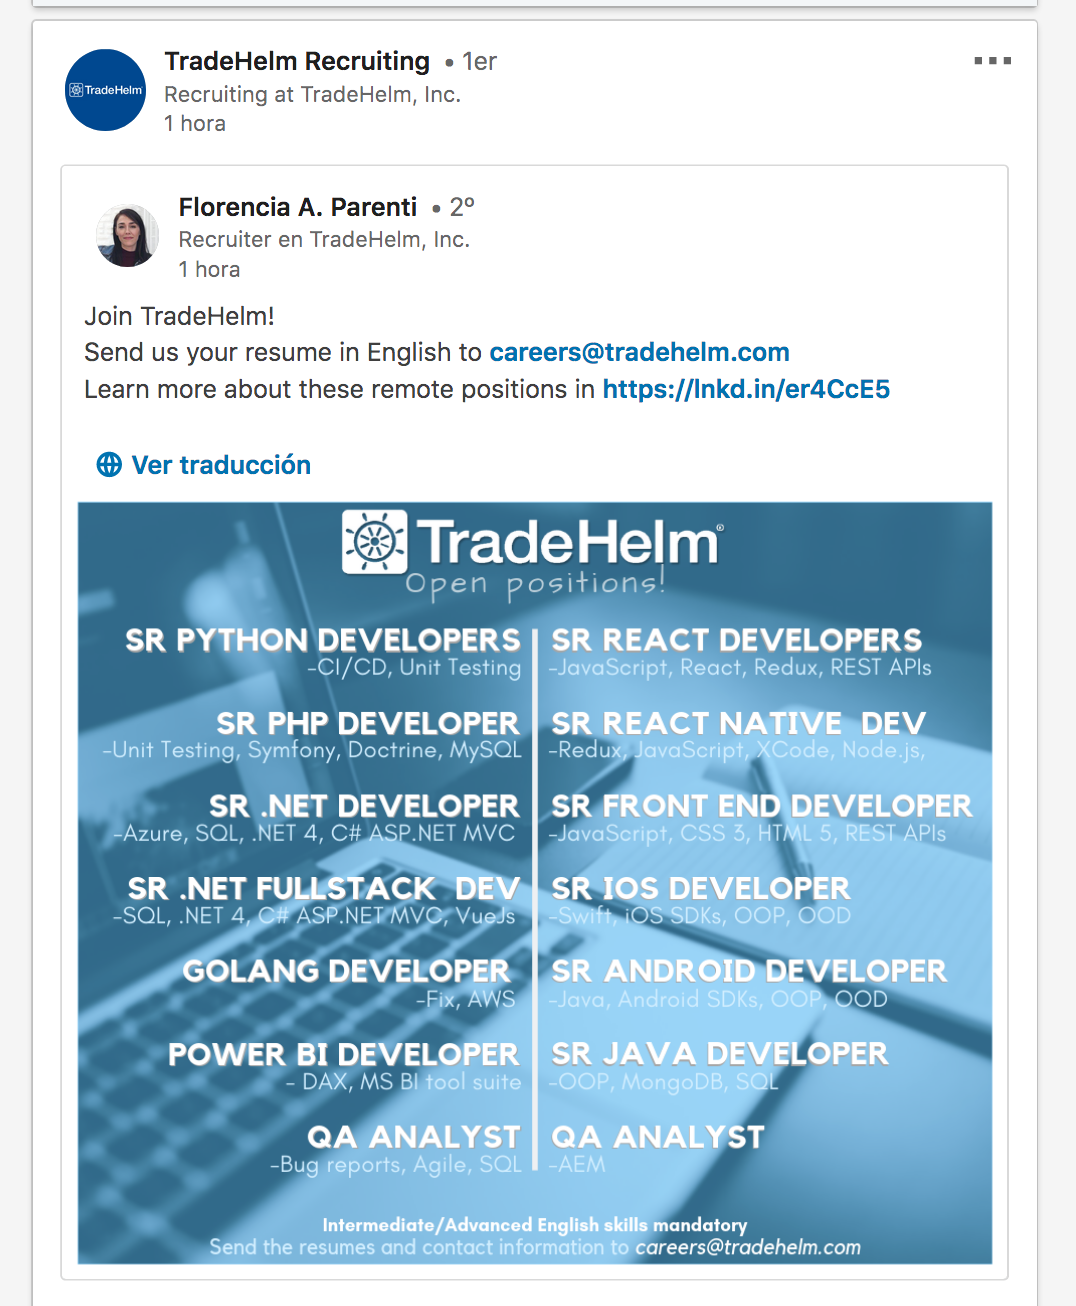 TradeHelm Recruiting • 1er
Recruiting at TradeHelm, Inc.
1 hora
TradeHelm
Florencia A. Parenti • 2º
Recruiter en TradeHelm, Inc.
1 hora
Join TradeHelm!
Send us your resume in English to careers@tradehelm.com
Learn more about these remote positions in https://lnkd.in/er4CcE5
Ver traducción
TradeHelm®
Open positions!
SR PYTHON DEVELOPERS
-CI/CD, Unit Testing
SR PHP DEVELOPER
-Unit Testing, Symfony, Doctrine, MySQL
SR .NET DEVELOPER
-Azure, SQL, .NET 4, C# ASP.NET MVC
SR .NET FULLSTACK DEV
-SQL, .NET 4, C# ASP.NET MVC, VueJs
GOLANG DEVELOPER
-Fix, AWS
POWER BI DEVELOPER
- DAX, MS BI tool suite
QA ANALYST
-Bug reports, Agile, SQL
SR REACT DEVELOPERS
-JavaScript, React, Redux, REST APIs
SR REACT NATIVE DEV
-Redux, JavaScript, XCode, Node.js,
SR FRONT END DEVELOPER
-JavaScript, CSS 3, HTML 5, REST APIs
SR IOS DEVELOPER
-Swift, iOS SDKs, OOP, OOD
SR ANDROID DEVELOPER
-Java, Android SDKs, OOP, OOD
SR JAVA DEVELOPER
-OOP, MongoDB, SQL
QA ANALYST
-AEM
Intermediate/Advanced English skills mandatory
Send the resumes and contact information to careers@tradehelm.com